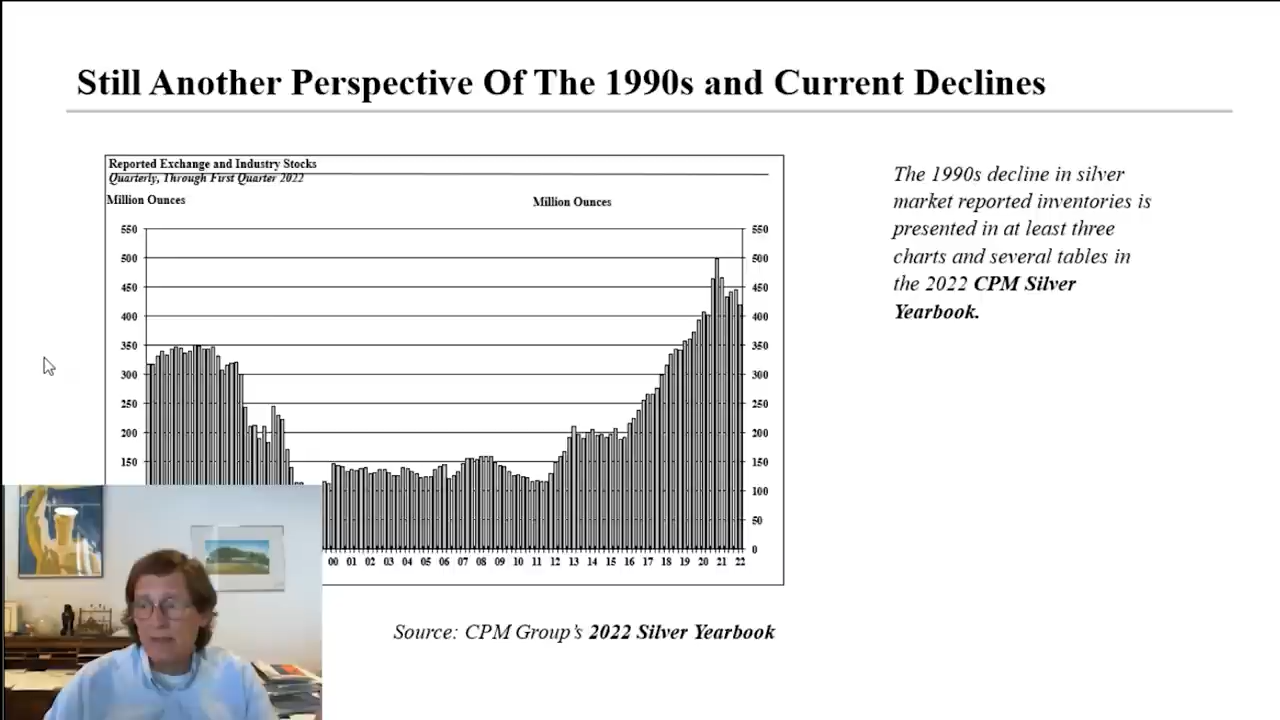 Still Another Perspective Of The 1990s and Current Declines
Reported Exchange and Industry Stocks
Quarterly, Through First Quarter 2022
Million Ounces Million Ounces
550 550
500 500
450 450
400 400
350 350
300 300
250 250
200 200
150 150
100
50
0
00 01 02 03 04 05 06 07 08 09 10 11 12 13 14 15 16 17 18 19 20 21 22
The 1990s decline in silver
market reported inventories is
presented in at least three
charts and several tables in
the 2022 CPM Silver
Yearbook.
Source: CPM Group's 2022 Silver Yearbook